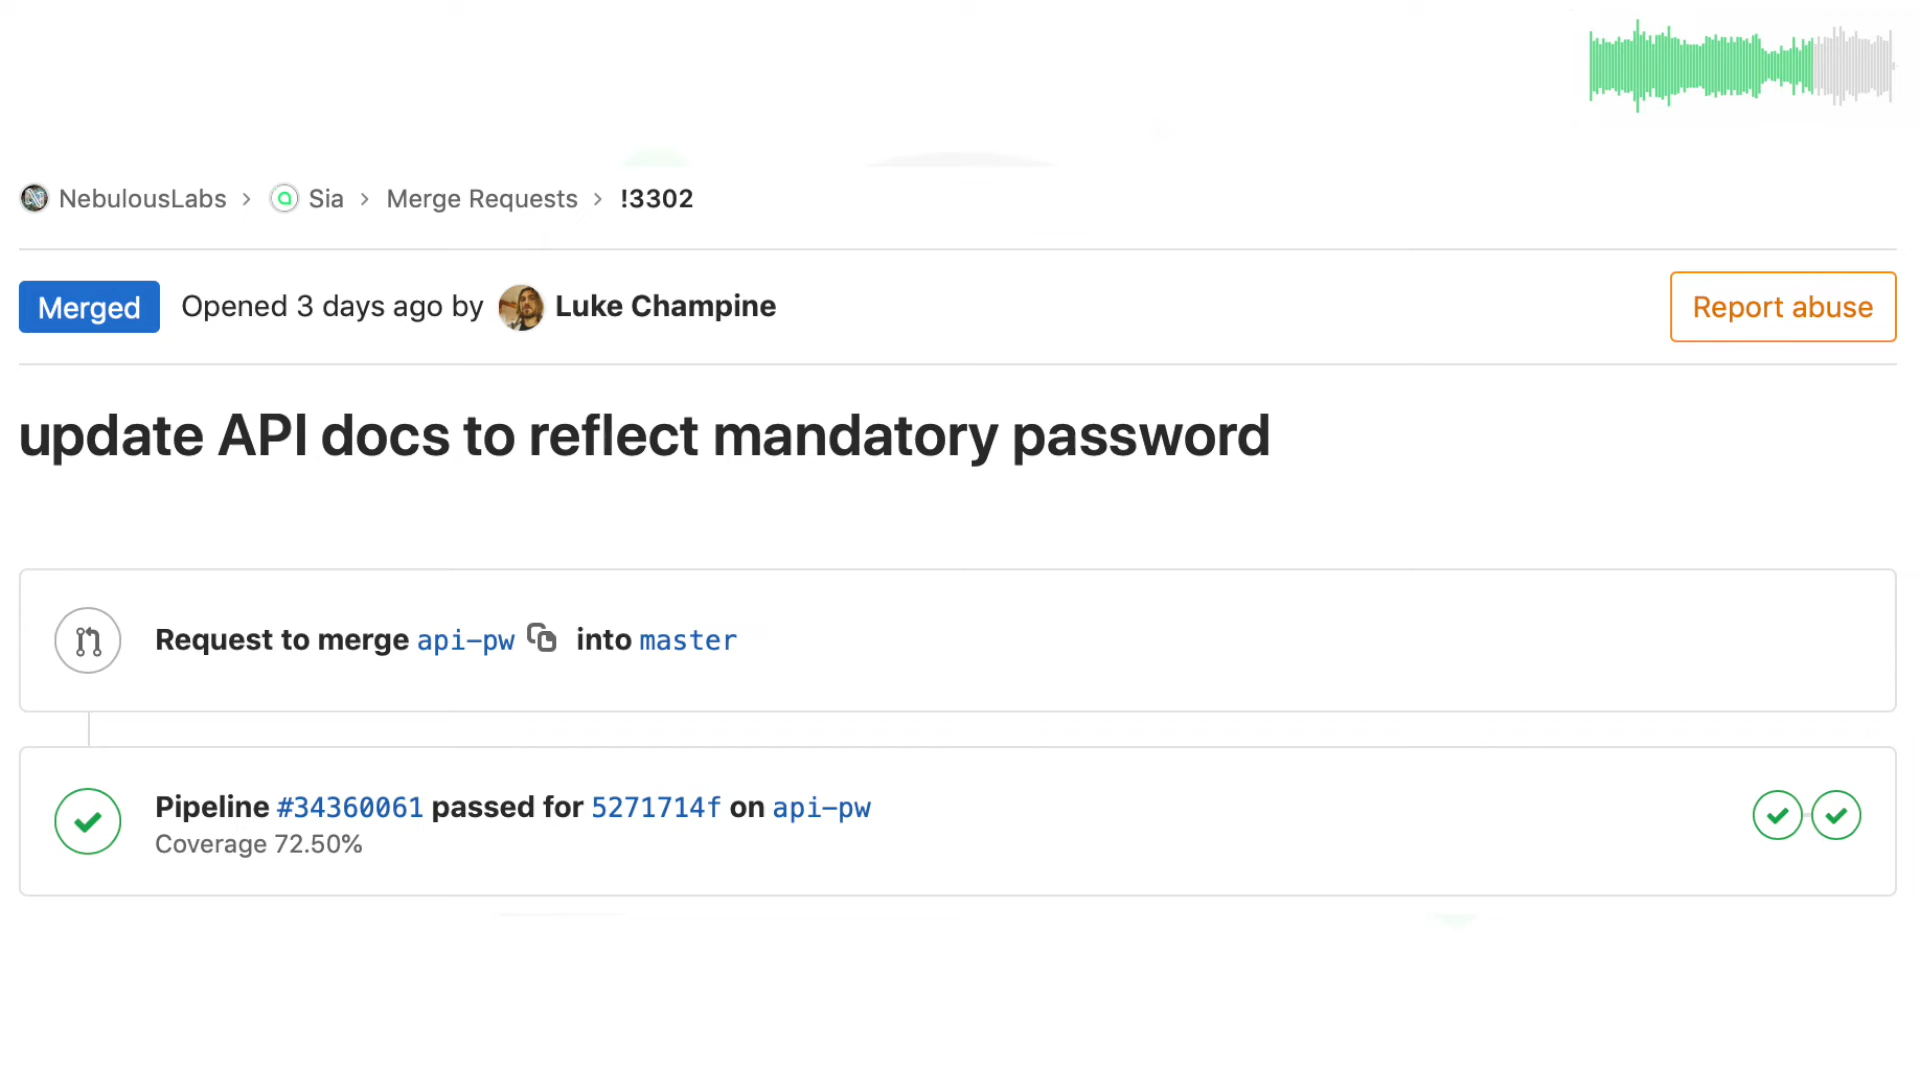 NebulousLabs > Sia > Merge Requests > !3302
Merged Opened 3 days ago by Luke Champine Report abuse
update API docs to reflect mandatory password
Request to merge api-pw into master
Pipeline #34360061 passed for 5271714f on api-pw
Coverage 72.50%